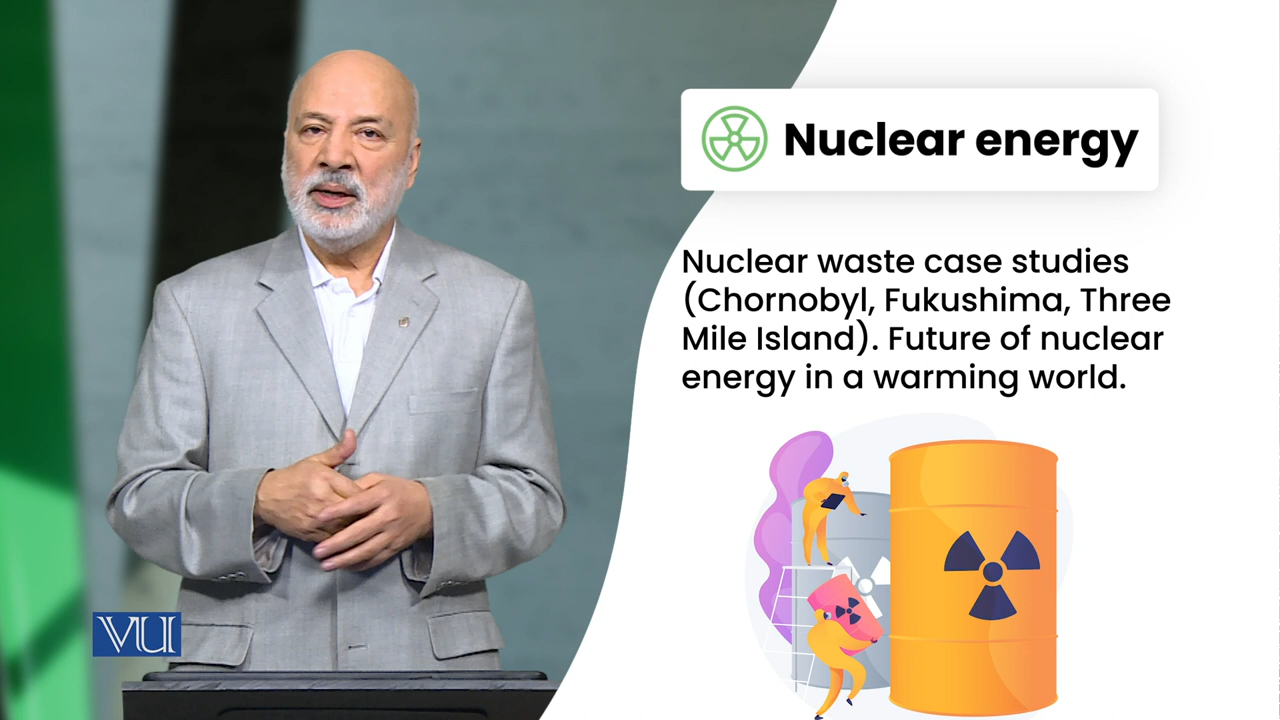 Nuclear energy
Nuclear waste case studies
(Chornobyl, Fukushima, Three
Mile Island). Future of nuclear
energy in a warming world.
VU